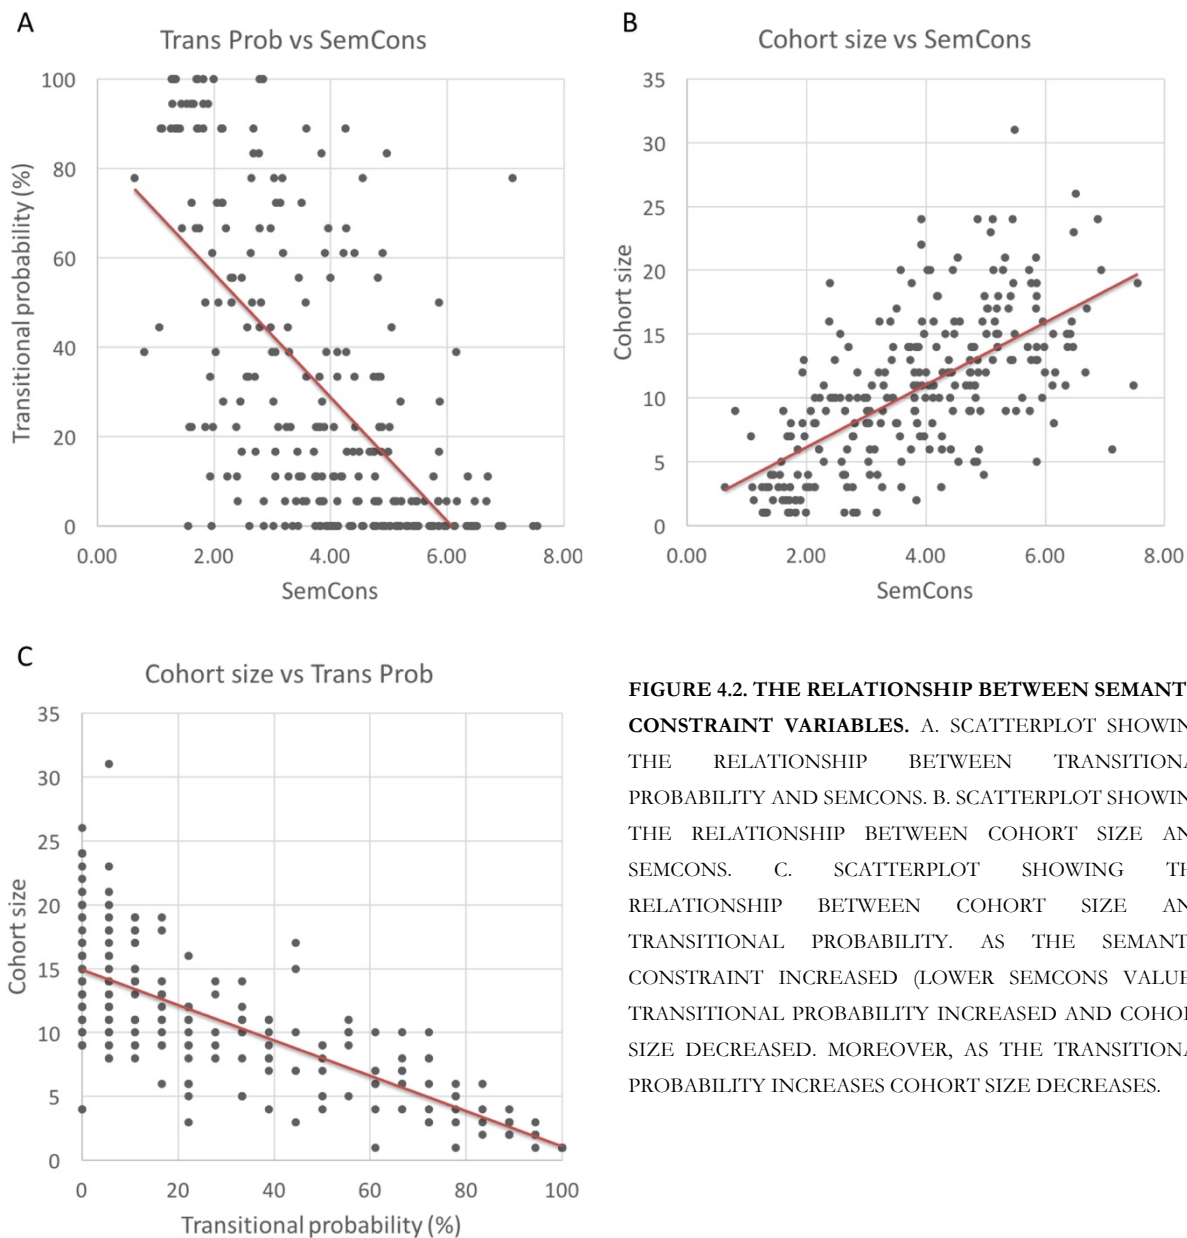 A
Trans Prob vs SemCons
100
80
60
40
20
0
0.00 2.00 4.00 6.00 8.00
Transitional probability (%)
SemCons
B
Cohort size vs SemCons
35
30
25
20
15
10
5
0
0.00 2.00 4.00 6.00 8.00
Cohort size
SemCons
C
Cohort size vs Trans Prob
35
30
25
20
15
10
5
0
0 20 40 60 80 100
Cohort size
Transitional probability (%)
FIGURE 4.2. THE RELATIONSHIP BETWEEN SEMANT
CONSTRAINT VARIABLES. A. SCATTERPLOT SHOWIN
THE RELATIONSHIP BETWEEN TRANSITIONA
PROBABILITY AND SEMCONS. B. SCATTERPLOT SHOWIN
THE RELATIONSHIP BETWEEN COHORT SIZE AN
SEMCONS. C. SCATTERPLOT SHOWING TH
RELATIONSHIP BETWEEN COHORT SIZE AN
TRANSITIONAL PROBABILITY. AS THE SEMANT
CONSTRAINT INCREASED (LOWER SEMCONS VALUE
TRANSITIONAL PROBABILITY INCREASED AND COHOR
SIZE DECREASED. MOREOVER, AS THE TRANSITIONA
PROBABILITY INCREASES COHORT SIZE DECREASES.